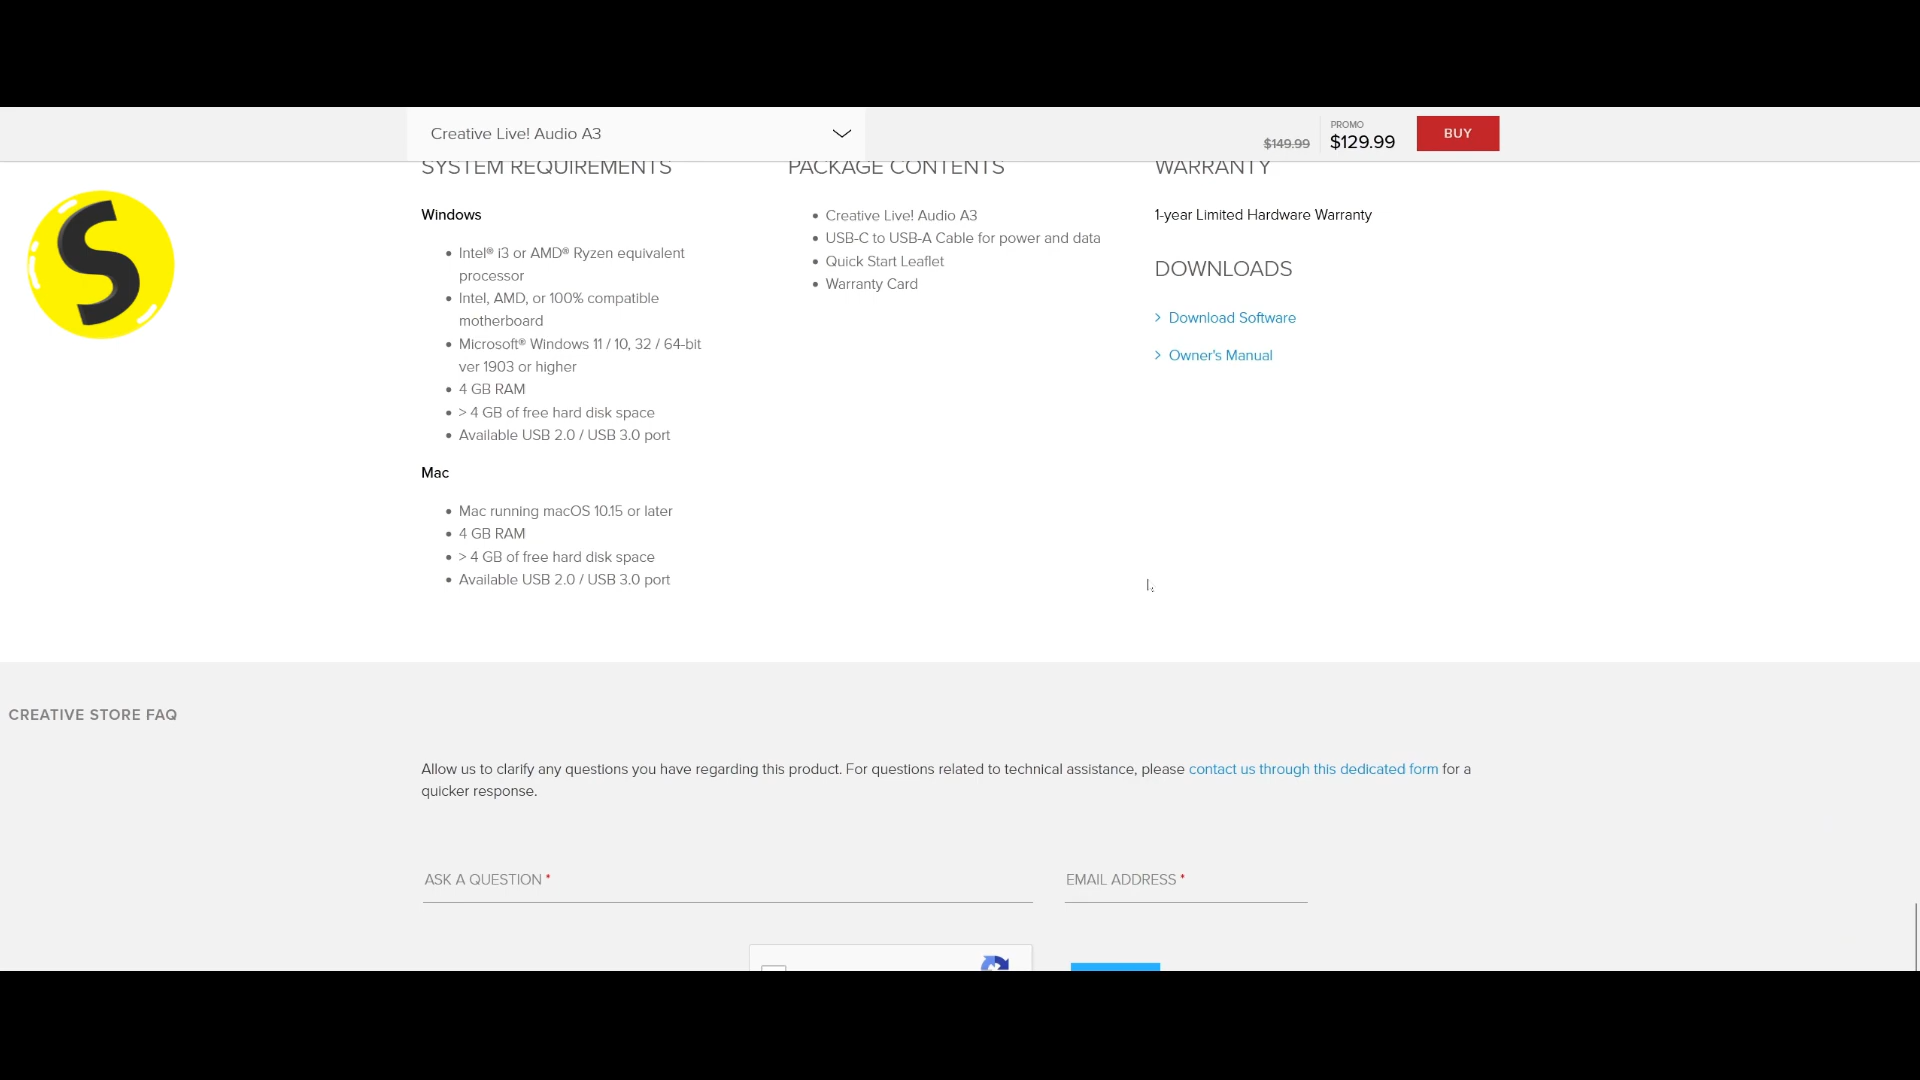 Creative Live! Audio A3
$149.99
PROMO
$129.99
BUY
SYSTEM REQUIREMENTS
Windows
• Intel® i3 or AMD® Ryzen equivalent
processor
• Intel, AMD, or 100% compatible
motherboard
• Microsoft® Windows 11 / 10, 32 / 64-bit
ver 1903 or higher
• 4 GB RAM
• > 4 GB of free hard disk space
• Available USB 2.0 / USB 3.0 port
Mac
• Mac running macOS 10.15 or later
• 4 GB RAM
• > 4 GB of free hard disk space
• Available USB 2.0 / USB 3.0 port
PACKAGE CONTENTS
• Creative Live! Audio A3
• USB-C to USB-A Cable for power and data
• Quick Start Leaflet
• Warranty Card
WARRANTY
1-year Limited Hardware Warranty
DOWNLOADS
> Download Software
> Owner's Manual
S
CREATIVE STORE FAQ
Allow us to clarify any questions you have regarding this product. For questions related to technical assistance, please contact us through this dedicated form for a
quicker response.
ASK A QUESTION *
EMAIL ADDRESS *